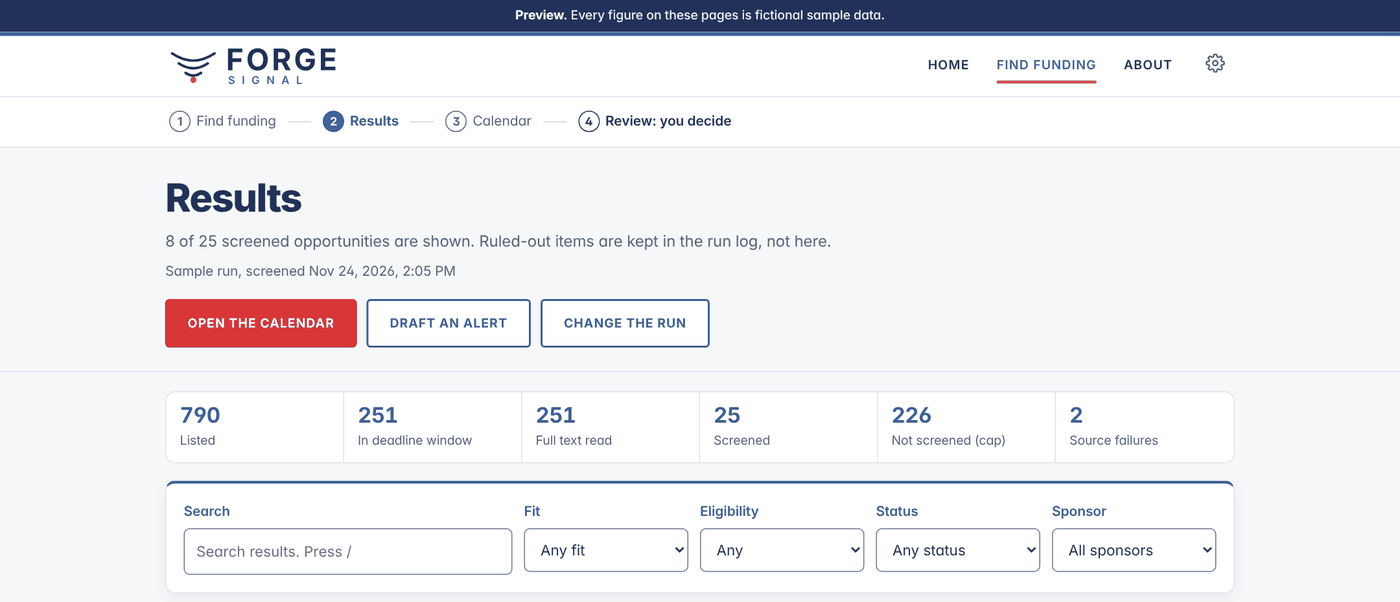 Preview. Every figure on these pages is fictional sample data.
FORGE
SIGNAL
HOME
FIND FUNDING
ABOUT
1 Find funding
2 Results
3 Calendar
4 Review: you decide
Results
8 of 25 screened opportunities are shown. Ruled-out items are kept in the run log, not here.
Sample run, screened Nov 24, 2026, 2:05 PM
OPEN THE CALENDAR
DRAFT AN ALERT
CHANGE THE RUN
790
Listed
251
In deadline window
251
Full text read
25
Screened
226
Not screened (cap)
2
Source failures
Search
Search results. Press /
Fit
Any fit
Eligibility
Any
Status
Any status
Sponsor
All sponsors